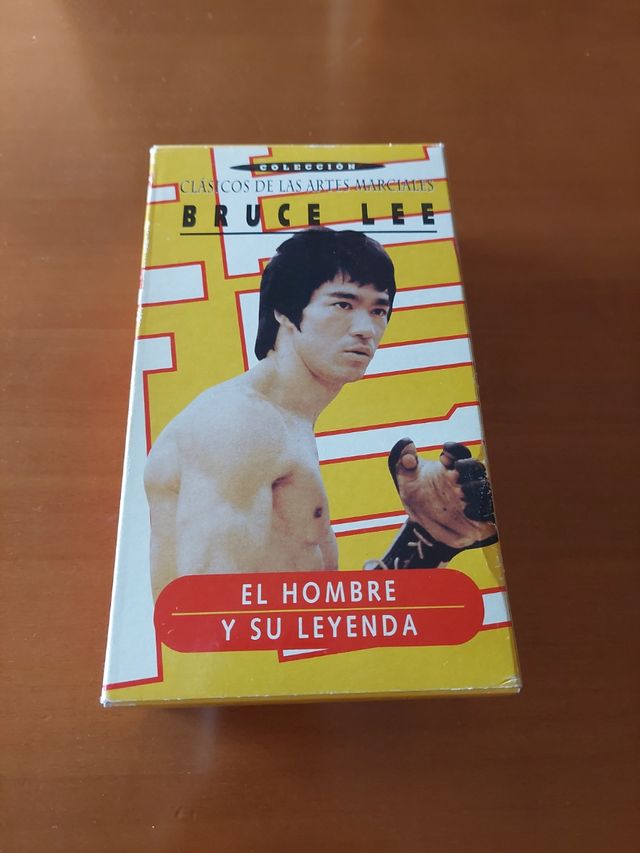 COLECCIÓN
CLÁSICOS DE LAS ARTES MARCIALES
BRUCE LEE
EL HOMBRE
Y SU LEYENDA